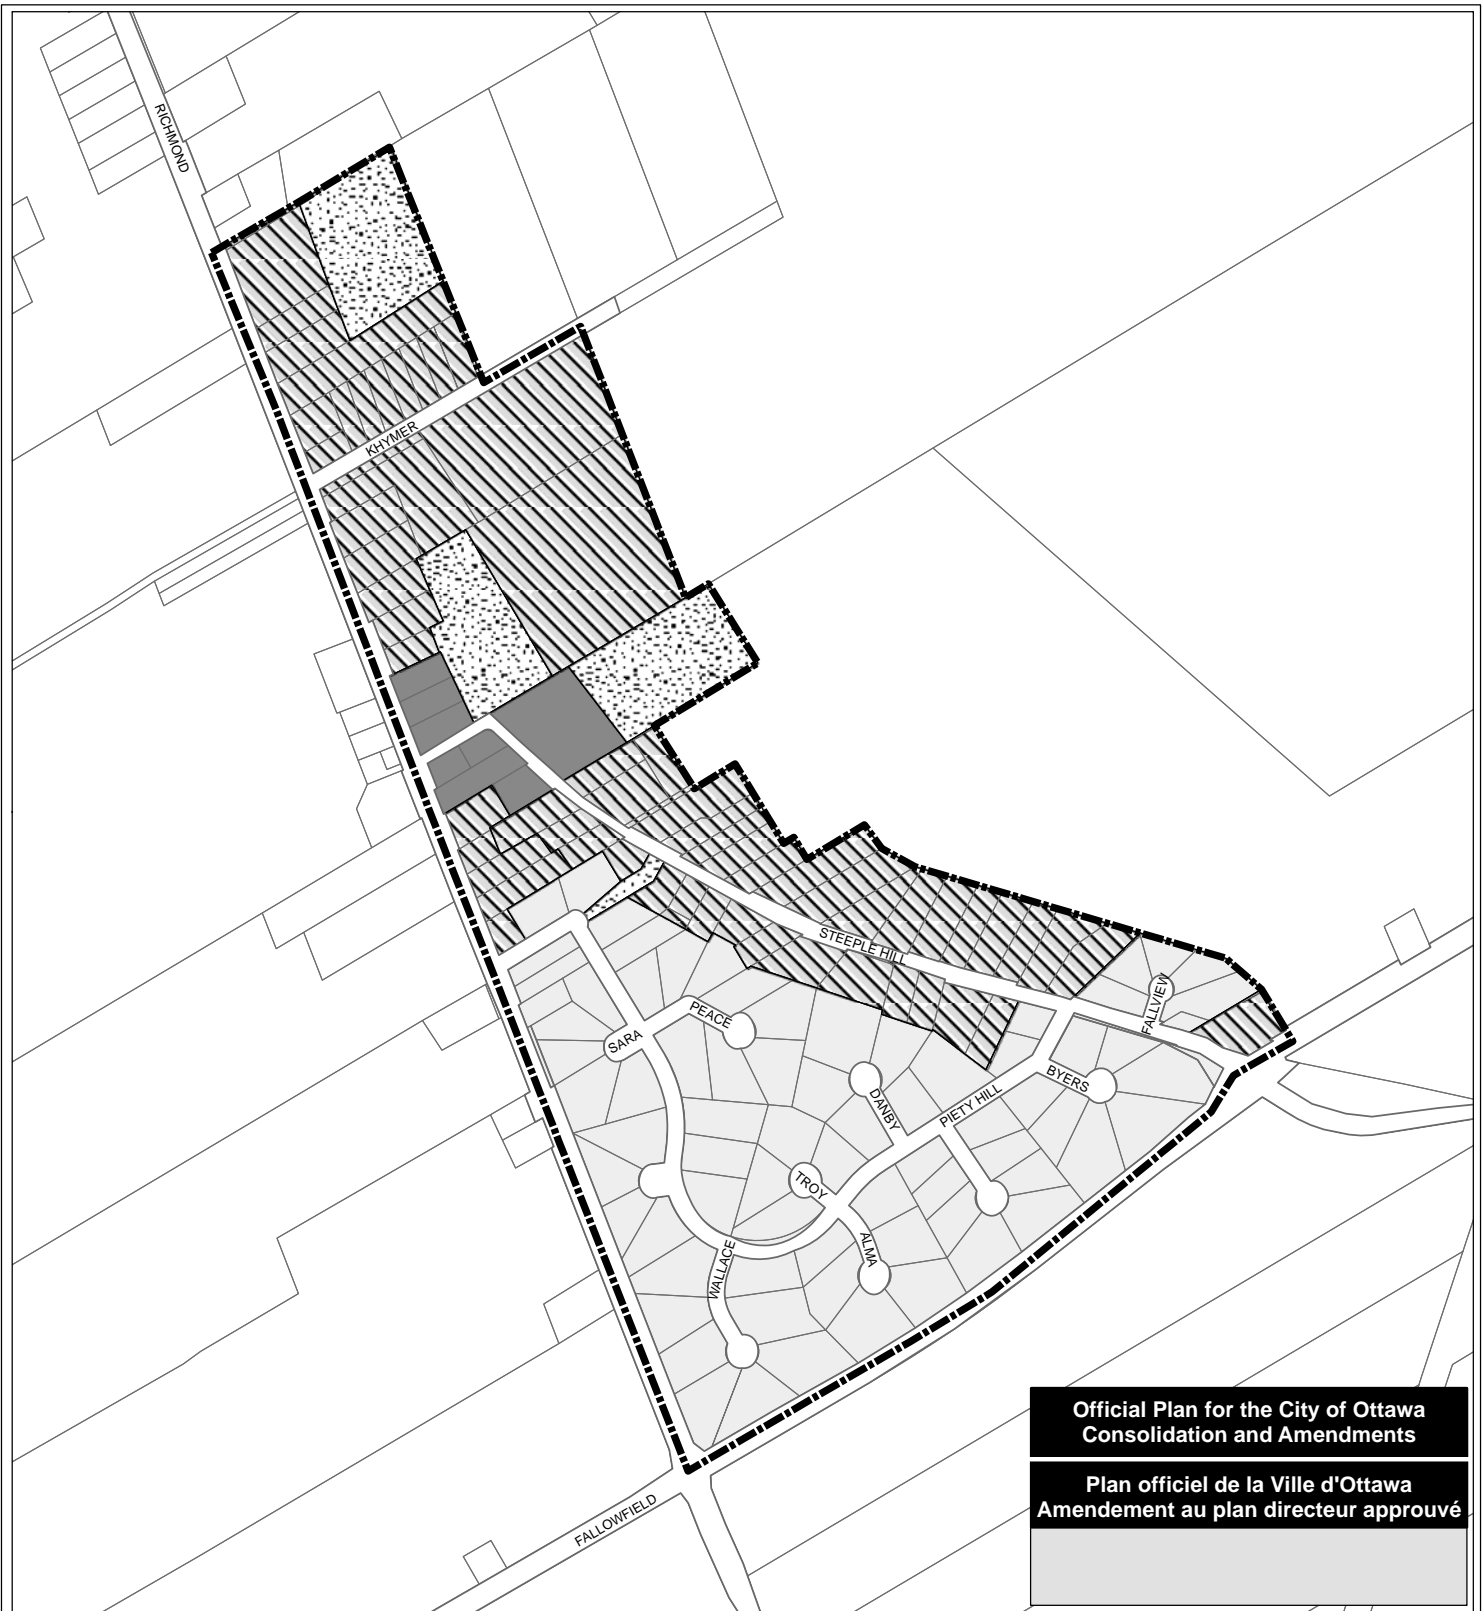 RICHMOND
KHYMER
STEEPLE HILL
FALLVIEW
PEACE
SARA
BYERS
DANBY
PIETY HILL
TROY
ALMA
WALLACE
FALLOWFIELD
Official Plan for the City of Ottawa
Consolidation and Amendments
Plan officiel de la Ville d'Ottawa
Amendement au plan directeur approuvé